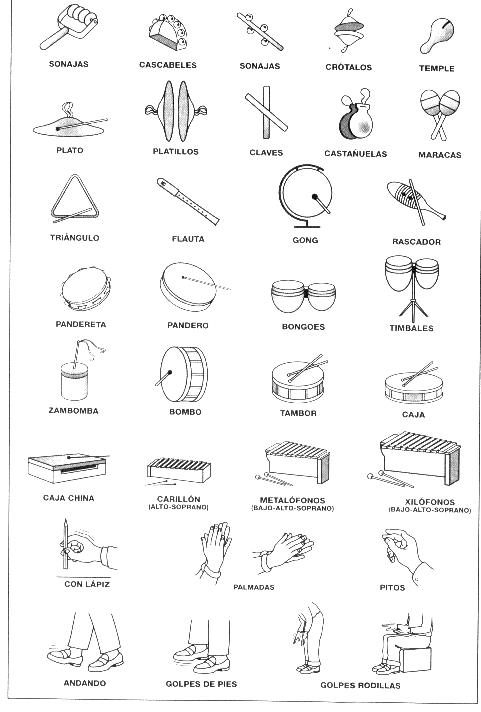 SONAJAS
CASCABELES
SONAJAS
CRÓTALOS
TEMPLE
PLATO
PLATILLOS
CLAVES
CASTAÑUELAS
MARACAS
TRIÁNGULO
FLAUTA
GONG
RASCADOR
PANDERETA
PANDERO
BONGOES
TIMBALES
ZAMBOMBA
BOMBO
TAMBOR
CAJA
CAJA CHINA
CARILLÓN
(ALTO-SOPRANO)
METALÓFONOS
(BAJO-ALTO-SOPRANO)
XILÓFONOS
(BAJO-ALTO-SOPRANO)
CON LÁPIZ
PALMADAS
PITOS
ANDANDO
GOLPES DE PIES
GOLPES RODILLAS